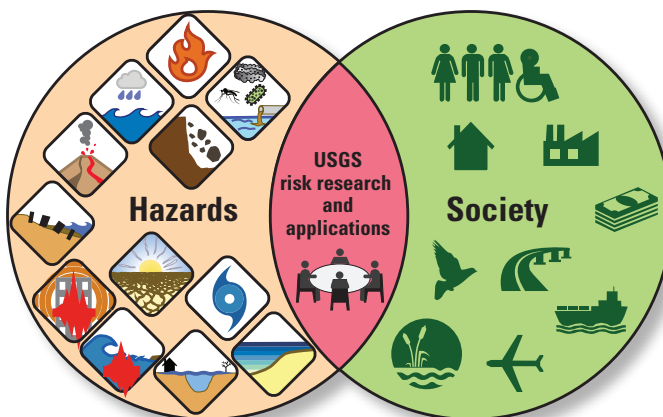 Hazards
USGS
risk research
and
applications
Society